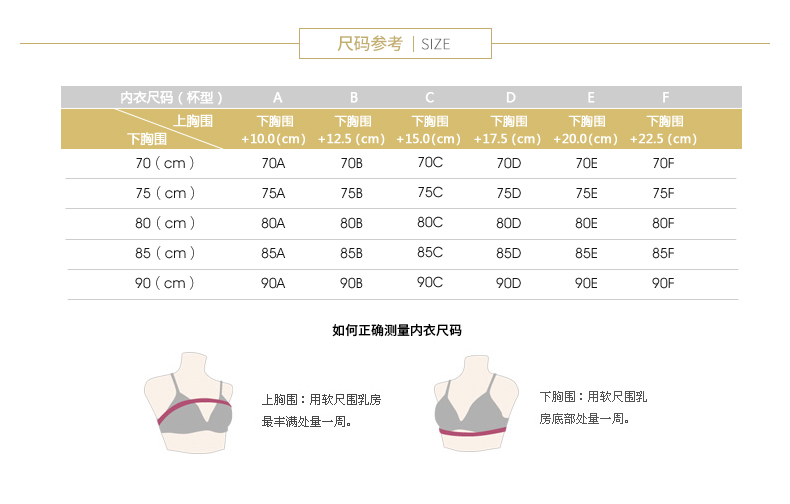 尺码参考 SIZE
内衣尺码（杯型） A B C D E F
上胸围 下胸围 下胸围 下胸围 下胸围 下胸围 下胸围
下胸围 +10.0(cm) +12.5 (cm) +15.0(cm) +17.5 (cm) +20.0(cm) +22.5 (cm)
70（cm） 70A 70B 70C 70D 70E 70F
75（cm） 75A 75B 75C 75D 75E 75F
80（cm） 80A 80B 80C 80D 80E 80F
85（cm） 85A 85B 85C 85D 85E 85F
90（cm） 90A 90B 90C 90D 90E 90F
如何正确测量内衣尺码
上胸围：用软尺围乳房
最丰满处量一周。
下胸围：用软尺围乳
房底部处量一周。